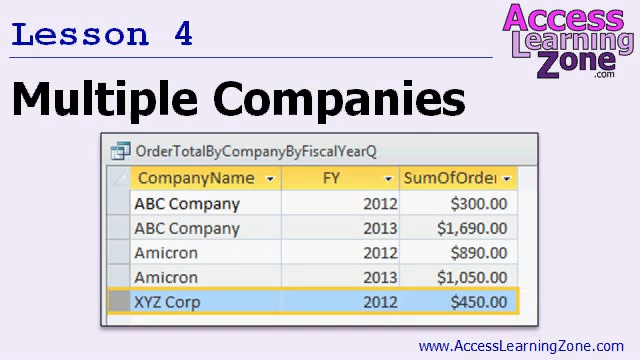 Lesson 4
Access
Learning
Zone
.com
Multiple Companies
OrderTotalByCompanyByFiscalYearQ
CompanyName FY SumOfOrder
ABC Company 2012 $300.00
ABC Company 2013 $1,690.00
Amicron 2012 $890.00
Amicron 2013 $1,050.00
XYZ Corp 2012 $450.00
www.AccessLearningZone.com